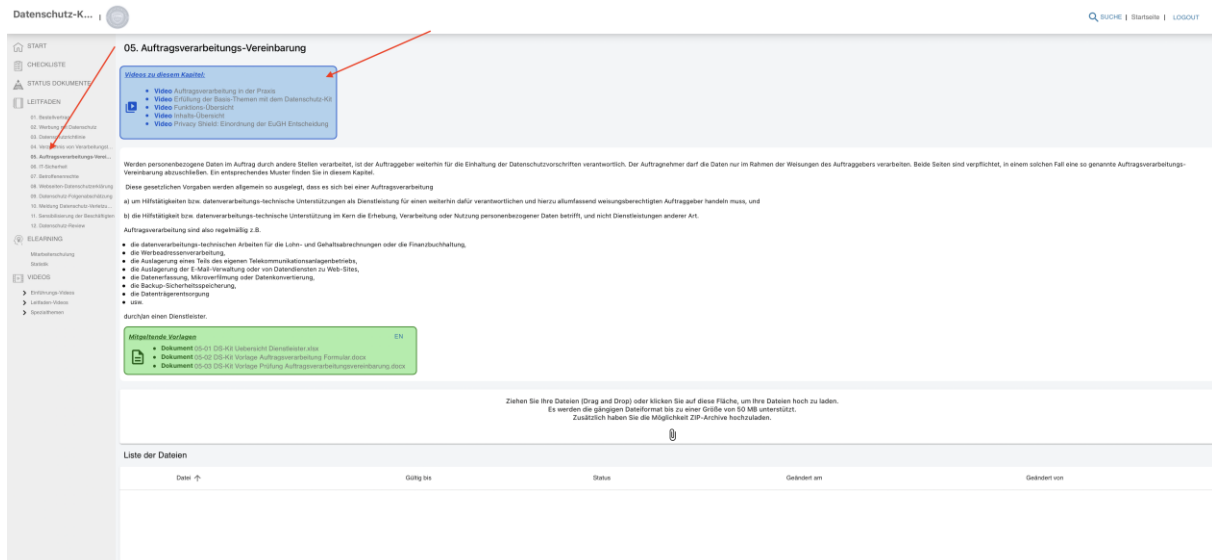 Datenschutz-K... |
SUCHE | Startseite | LOGOUT
START
CHECKLISTE
STATUS DOKUMENTE
LEITFADEN
01. Bestellvertrag
02. Werbung mit Datenschutz
03. Datenschutzrichtlinie
04. Verzeichnis von Verarbeitungst...
05. Auftragsverarbeitungs-Verei...
06. IT-Sicherheit
07. Betroffenenrechte
08. Webseiten-Datenschutzerklärung
09. Datenschutz-Folgenabschätzung
10. Meldung Datenschutz-Verletzu...
11. Sensibilisierung der Beschäftigten
12. Datenschutz-Review
ELEARNING
Mitarbeiterschulung
Statistik
VIDEOS
Einführungs-Videos
Leitfaden-Videos
Spezialthemen
05. Auftragsverarbeitungs-Vereinbarung
Videos zu diesem Kapitel:
Video Auftragsverarbeitung in der Praxis
Video Erfüllung der Basis-Themen mit dem Datenschutz-Kit
Video Funktions-Übersicht
Video Inhalts-Übersicht
Video Privacy Shield: Einordnung der EuGH Entscheidung
Werden personenbezogene Daten im Auftrag durch andere Stellen verarbeitet, ist der Auftraggeber weiterhin für die Einhaltung der Datenschutzvorschriften verantwortlich. Der Auftragnehmer darf die Daten nur im Rahmen der Weisungen des Auftraggebers verarbeiten. Beide Seiten sind verpflichtet, in einem solchen Fall eine so genannte Auftragsverarbeitungs-
Vereinbarung abzuschließen. Ein entsprechendes Muster finden Sie in diesem Kapitel.
Diese gesetzlichen Vorgaben werden allgemein so ausgelegt, dass es sich bei einer Auftragsverarbeitung
a) um Hilfstätigkeiten bzw. datenverarbeitungs-technische Unterstützungen als Dienstleistung für einen weiterhin dafür verantwortlichen und hierzu allumfassend weisungsberechtigten Auftraggeber handeln muss, und
b) die Hilfstätigkeit bzw. datenverarbeitungs-technische Unterstützung im Kern die Erhebung, Verarbeitung oder Nutzung personenbezogener Daten betrifft, und nicht Dienstleistungen anderer Art.
Auftragsverarbeitung sind also regelmäßig z.B.
die datenverarbeitungs-technischen Arbeiten für die Lohn- und Gehaltsabrechnungen oder die Finanzbuchhaltung,
die Werbeadressenverarbeitung,
die Auslagerung eines Teils des eigenen Telekommunikationsanlagenbetriebs,
die Auslagerung der E-Mail-Verwaltung oder von Datendiensten zu Web-Sites,
die Datenerfassung, Mikroverfilmung oder Datenkonvertierung,
die Backup-Sicherheitsspeicherung,
die Datenträgerentsorgung
usw.
durch/an einen Dienstleister.
Mitgeltende Vorlagen EN
Dokument 05-01 DS-Kit Uebersicht Dienstleister.xlsx
Dokument 05-02 DS-Kit Vorlage Auftragsverarbeitung Formular.docx
Dokument 05-03 DS-Kit Vorlage Prüfung Auftragsverarbeitungsvereinbarung.docx
Ziehen Sie Ihre Dateien (Drag and Drop) oder klicken Sie auf diese Fläche, um Ihre Dateien hoch zu laden.
Es werden die gängigen Dateiformat bis zu einer Größe von 50 MB unterstützt.
Zusätzlich haben Sie die Möglichkeit ZIP-Archive hochzuladen.
Liste der Dateien
Datei Gültig bis Status Geändert am Geändert von